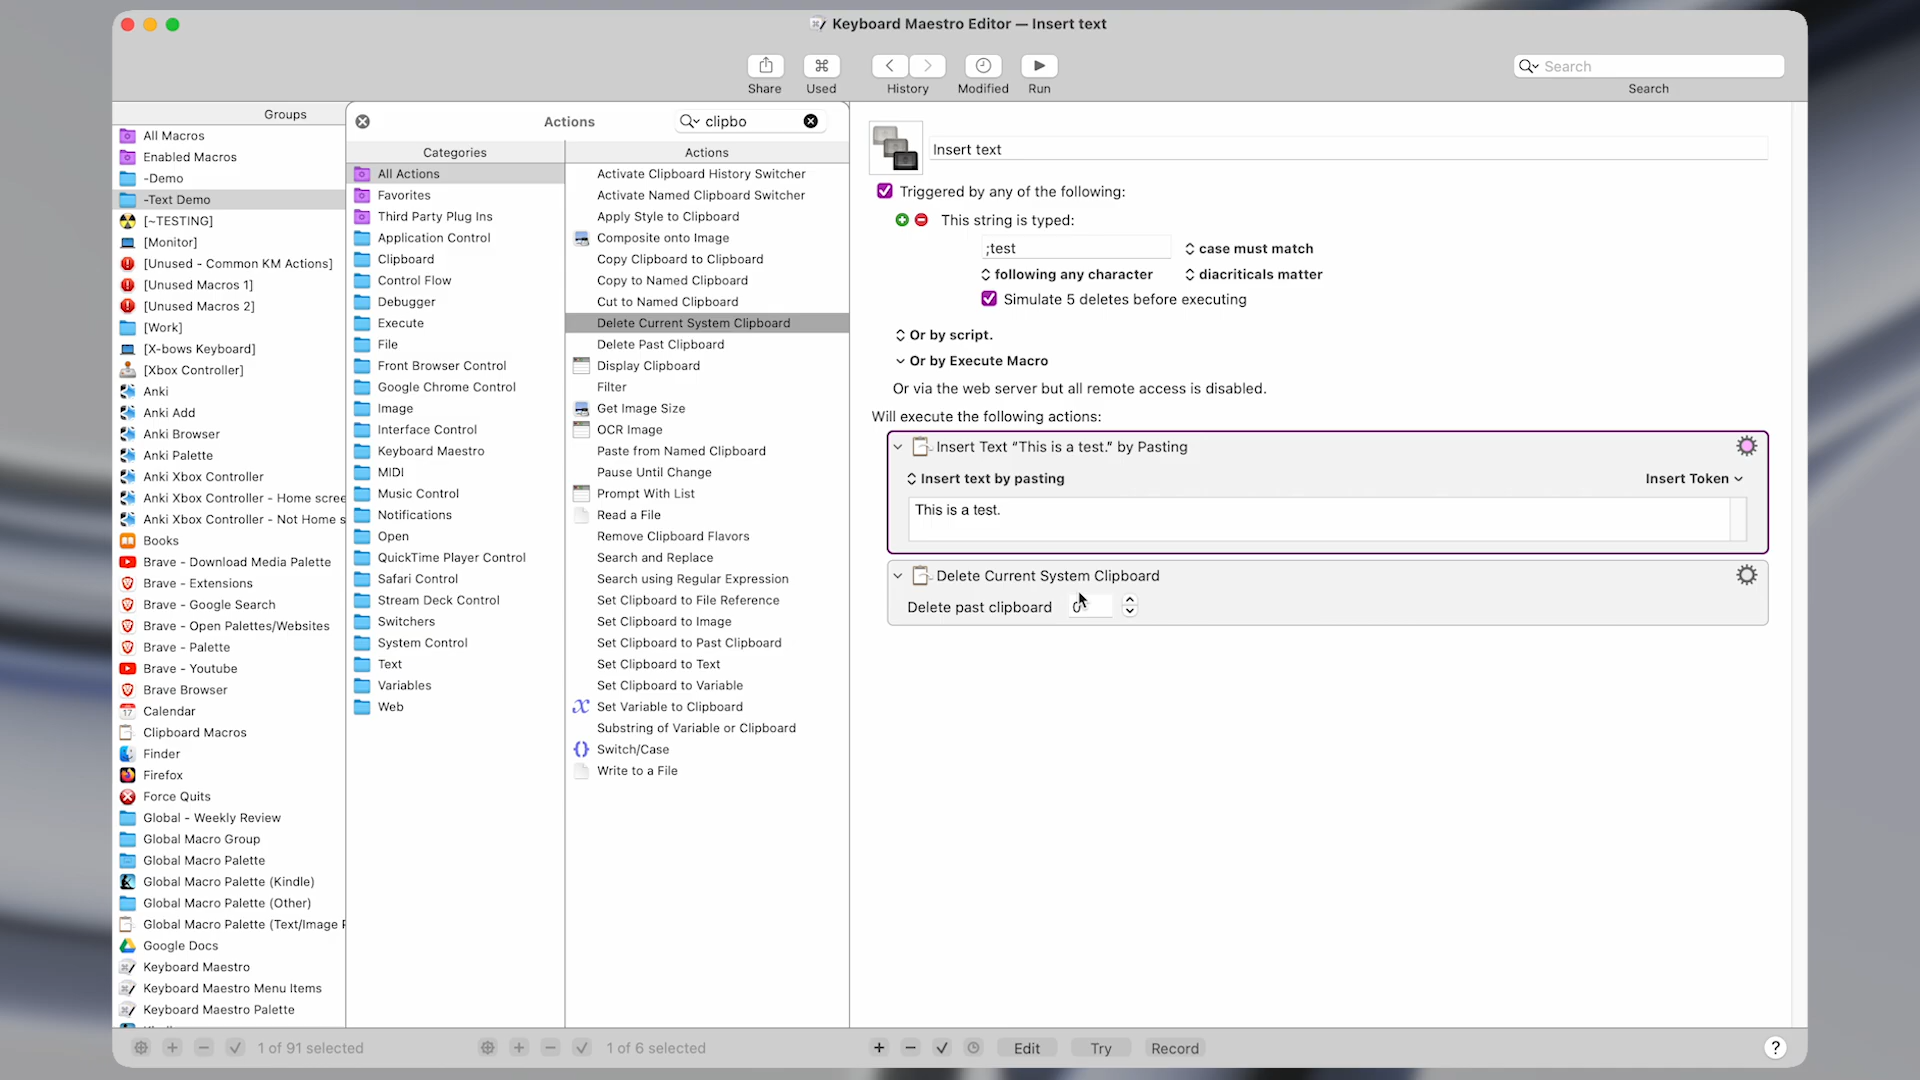 Keyboard Maestro Editor — Insert text
Share
Used
History
Modified
Run
Search
Search
Groups
All Macros
Enabled Macros
-Demo
-Text Demo
[~TESTING]
[Monitor]
[Unused - Common KM Actions]
[Unused Macros 1]
[Unused Macros 2]
[Work]
[X-bows Keyboard]
[Xbox Controller]
Anki
Anki Add
Anki Browser
Anki Palette
Anki Xbox Controller
Anki Xbox Controller - Home scree
Anki Xbox Controller - Not Home s
Books
Brave - Download Media Palette
Brave - Extensions
Brave - Google Search
Brave - Open Palettes/Websites
Brave - Palette
Brave - Youtube
Brave Browser
Calendar
Clipboard Macros
Finder
Firefox
Force Quits
Global - Weekly Review
Global Macro Group
Global Macro Palette
Global Macro Palette (Kindle)
Global Macro Palette (Other)
Global Macro Palette (Text/Image P
Google Docs
Keyboard Maestro
Keyboard Maestro Menu Items
Keyboard Maestro Palette
1 of 91 selected
Actions
clipbo
Categories
All Actions
Favorites
Third Party Plug Ins
Application Control
Clipboard
Control Flow
Debugger
Execute
File
Front Browser Control
Google Chrome Control
Image
Interface Control
Keyboard Maestro
MIDI
Music Control
Notifications
Open
QuickTime Player Control
Safari Control
Stream Deck Control
Switchers
System Control
Text
Variables
Web
Actions
Activate Clipboard History Switcher
Activate Named Clipboard Switcher
Apply Style to Clipboard
Composite onto Image
Copy Clipboard to Clipboard
Copy to Named Clipboard
Cut to Named Clipboard
Delete Current System Clipboard
Delete Past Clipboard
Display Clipboard
Filter
Get Image Size
OCR Image
Paste from Named Clipboard
Pause Until Change
Prompt With List
Read a File
Remove Clipboard Flavors
Search and Replace
Search using Regular Expression
Set Clipboard to File Reference
Set Clipboard to Image
Set Clipboard to Past Clipboard
Set Clipboard to Text
Set Clipboard to Variable
Set Variable to Clipboard
Substring of Variable or Clipboard
Switch/Case
Write to a File
1 of 6 selected
Insert text
Triggered by any of the following:
This string is typed:
;test
case must match
following any character
diacriticals matter
Simulate 5 deletes before executing
Or by script.
Or by Execute Macro
Or via the web server but all remote access is disabled.
Will execute the following actions:
Insert Text “This is a test.” by Pasting
Insert text by pasting
Insert Token
This is a test.
Delete Current System Clipboard
Delete past clipboard
0
Edit
Try
Record
?